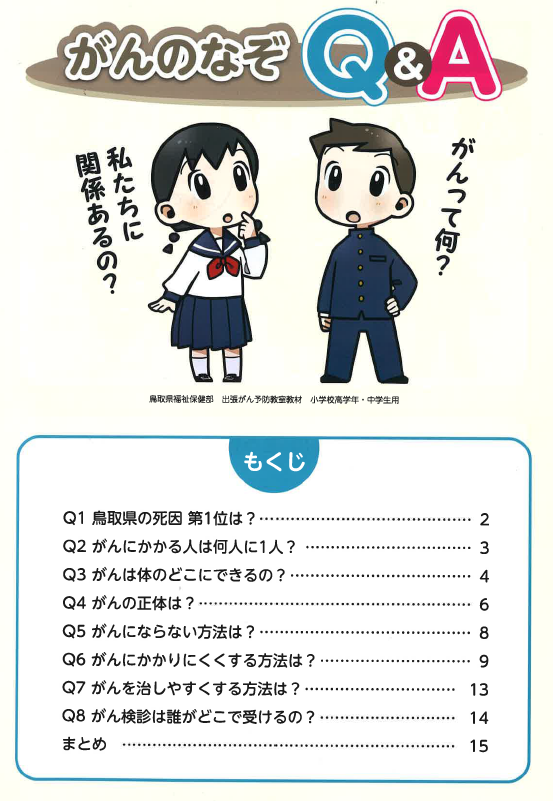 がんのなぞ Q&A
私たちに
関係あるの？
がんって何？
鳥取県福祉保健部　出張がん予防教室教材　小学校高学年・中学生用
もくじ
Q1 鳥取県の死因 第1位は？ 2
Q2 がんにかかる人は何人に1人？ 3
Q3 がんは体のどこにできるの？ 4
Q4 がんの正体は？ 6
Q5 がんにならない方法は？ 8
Q6 がんにかかりにくくする方法は？ 9
Q7 がんを治しやすくする方法は？ 13
Q8 がん検診は誰がどこで受けるの？ 14
まとめ 15